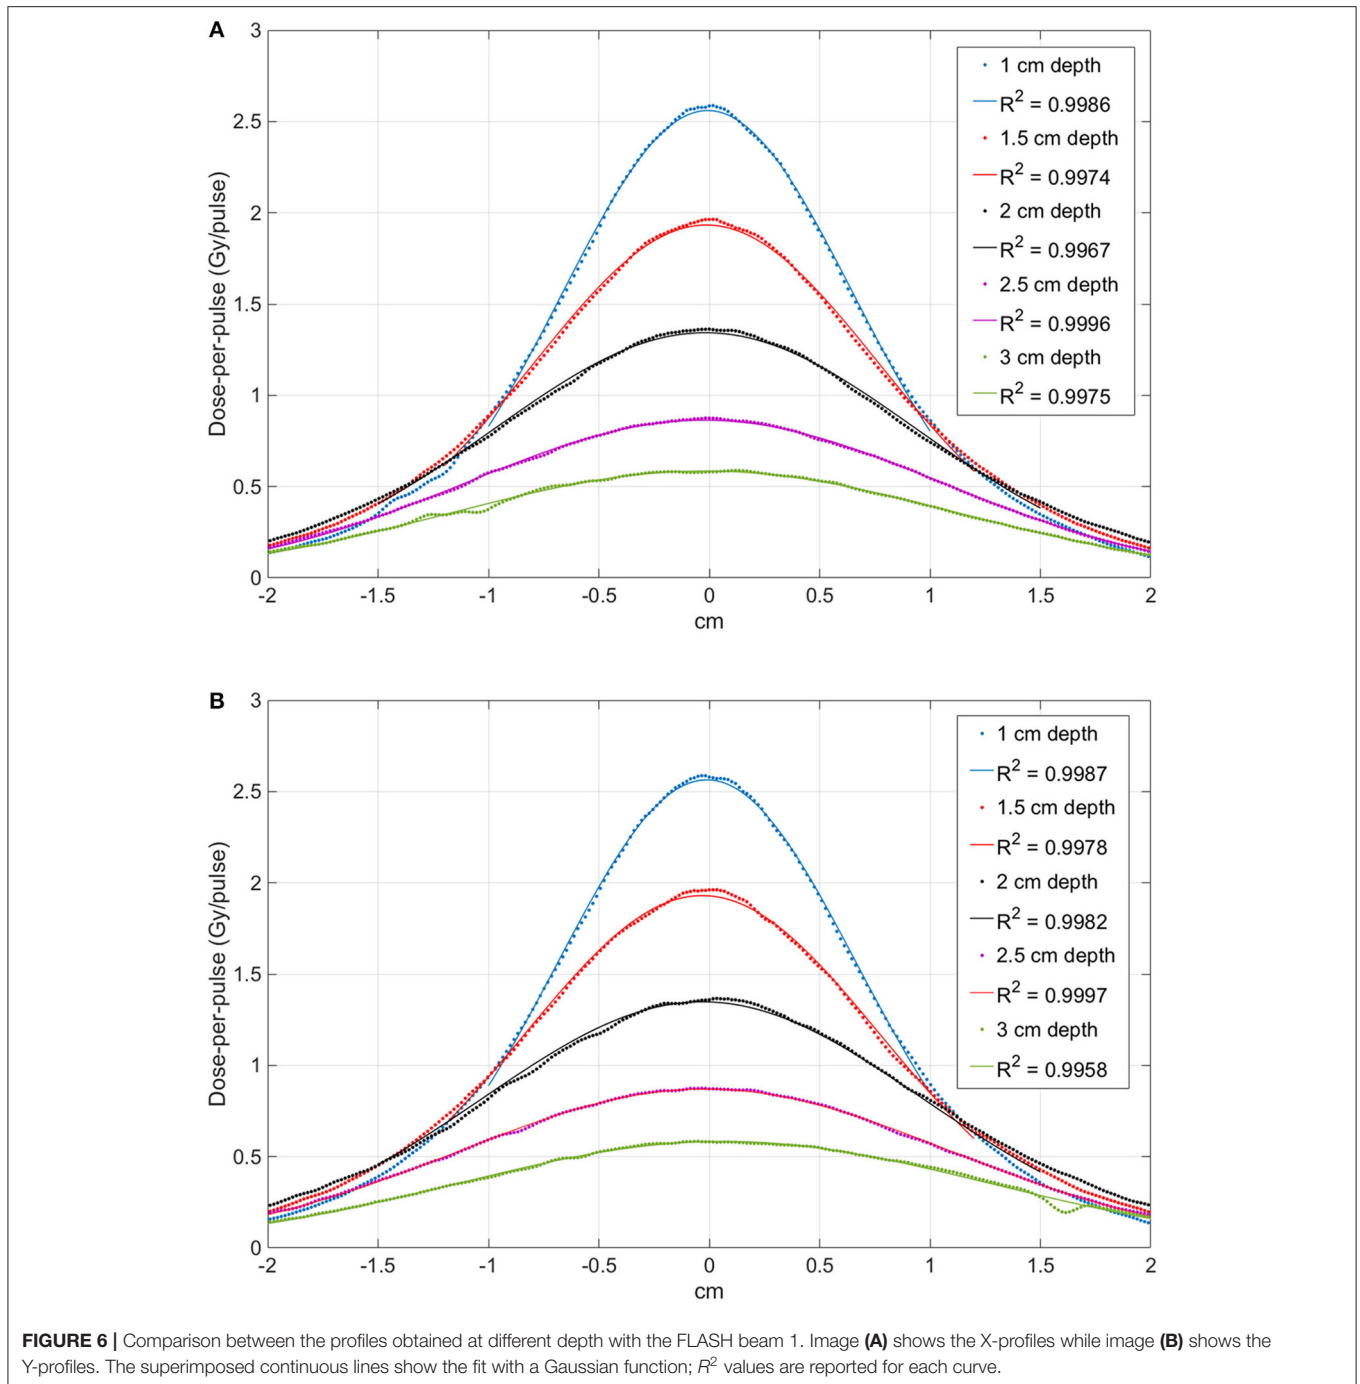 A
3
2.5
2
1.5
1
0.5
0
Dose-per-pulse (Gy/pulse)
-2 -1.5 -1 -0.5 0 0.5 1 1.5 2
cm
1 cm depth
R² = 0.9986
1.5 cm depth
R² = 0.9974
2 cm depth
R² = 0.9967
2.5 cm depth
R² = 0.9996
3 cm depth
R² = 0.9975
B
3
2.5
2
1.5
1
0.5
0
Dose-per-pulse (Gy/pulse)
-2 -1.5 -1 -0.5 0 0.5 1 1.5 2
cm
1 cm depth
R² = 0.9987
1.5 cm depth
R² = 0.9978
2 cm depth
R² = 0.9982
2.5 cm depth
R² = 0.9997
3 cm depth
R² = 0.9958
FIGURE 6 | Comparison between the profiles obtained at different depth with the FLASH beam 1. Image (A) shows the X-profiles while image (B) shows the
Y-profiles. The superimposed continuous lines show the fit with a Gaussian function; R² values are reported for each curve.